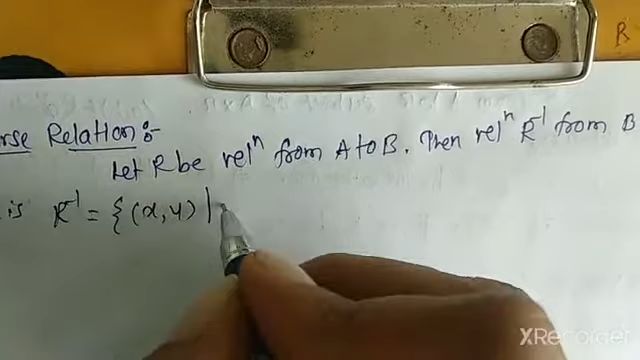 rse Relation :-
Let R be relⁿ from A to B. Then relⁿ R⁻¹ from B
is R⁻¹ = {(x, y) |
XRecorder